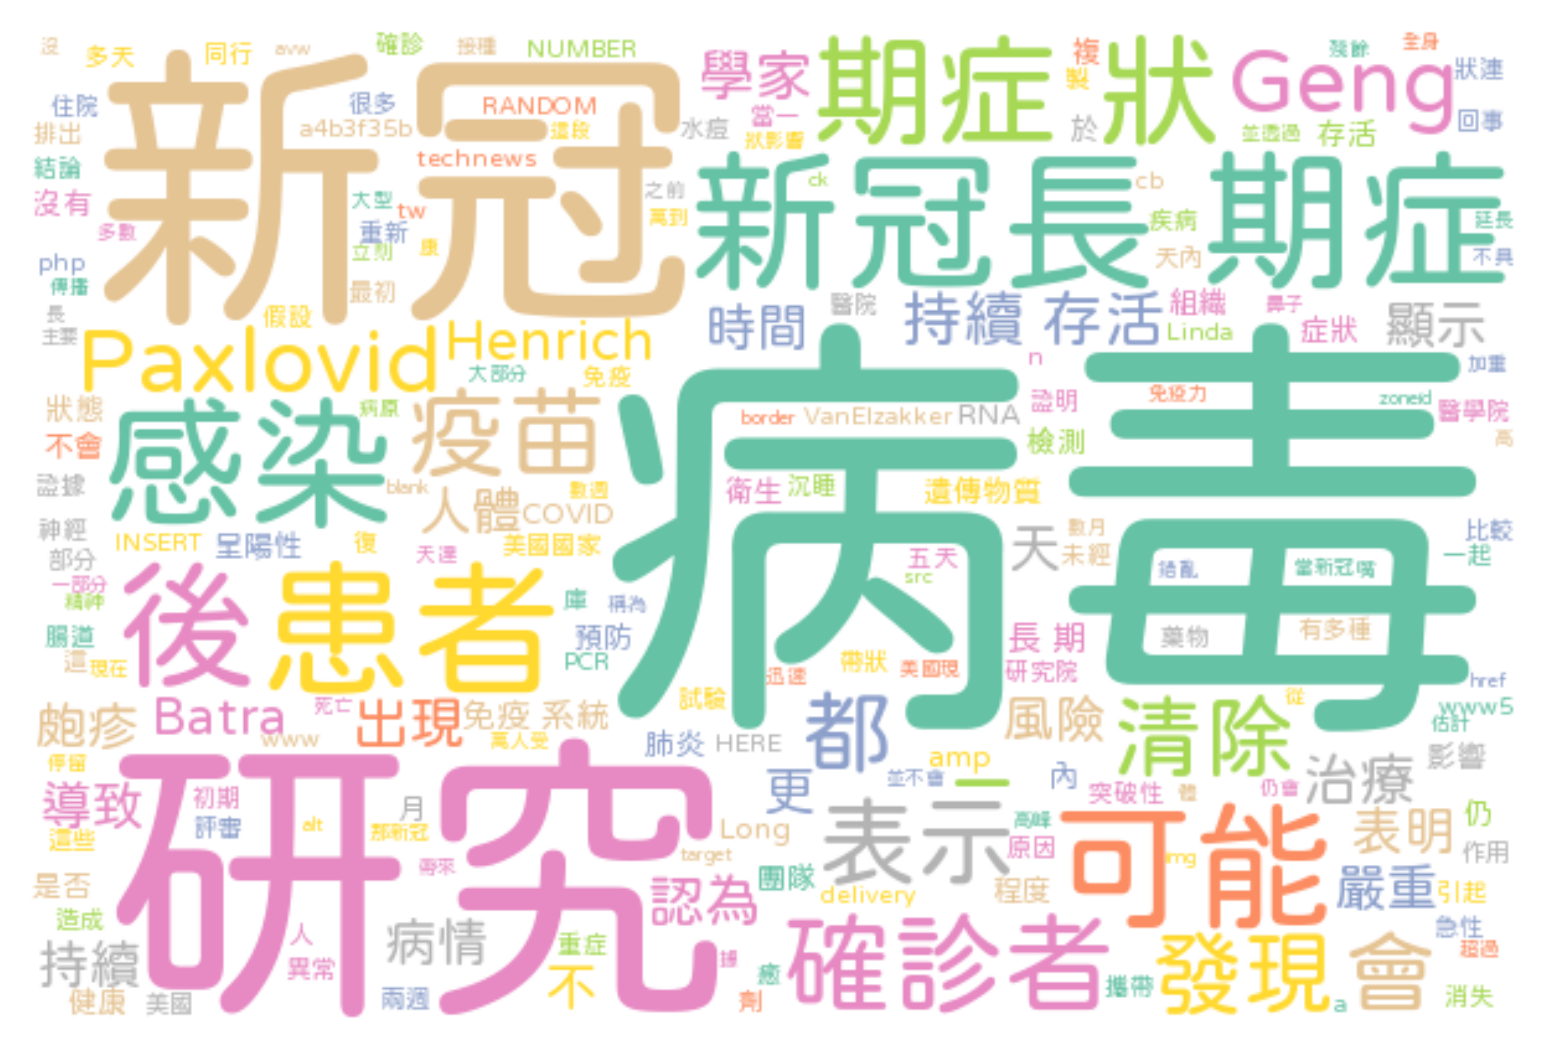 沒
多天
同行
avw
確診
接種
NUMBER
學家
期症
狀
複
製
Geng
殘餘
全身
狀連
住院
很多
RANDOM
當一
水痘
於
回事
排出
a4b3f35b
這段
狀影響
並透過
存活
結論
technews
新冠
新冠長期症
ck
cb
沒有
大型
tw
之前
萬到
疾病
延長
多數
重新
立刻
康
天內
不具
php
傳播
最初
長
主要
假設
時間
醫院
持續
存活
組織
鼻子
Linda
症狀
顯示
Paxlovid
Henrich
大部分
免疫
n
加重
狀態
感染
病原
疫苗
病毒
border
VanElzakker
RNA
證明
免疫力
zoneid
醫學院
不會
檢測
高
證據
blank
數週
人體
COVID
衛生
沉睡
遺傳物質
神經
INSERT
呈陽性
復
美國國家
天
數月
未經
比較
部分
天達
五天
src
搞亂
當新冠嘴
一起
一部分
精神
後
患者
庫
稱為
腸道
預防
長 期
藥物
有多種
這
現在
PCR
迅速
帶狀
美國現
研究院
href
皰疹
Batra
死亡
出現
免疫
系統
試驗
都
風險
清除
從
www5
估計
www
萬人受
肺炎
HERE
停留
研究
更
並不會
amp
二
內
突破性
體
仍會
治療
影響
導致
初期
月
評審
alt
那新冠
Long
表示
高峰
可能
表明
仍
這些
帶來
target
原因
img
作用
是否
認為
團隊
delivery
程度
嚴重
引起
造成
人
病情
重症
確診者
發現
會
急性
持續
異常
據
癒
超過
健康
美國
兩週
不
劑
攜帶
a
消失